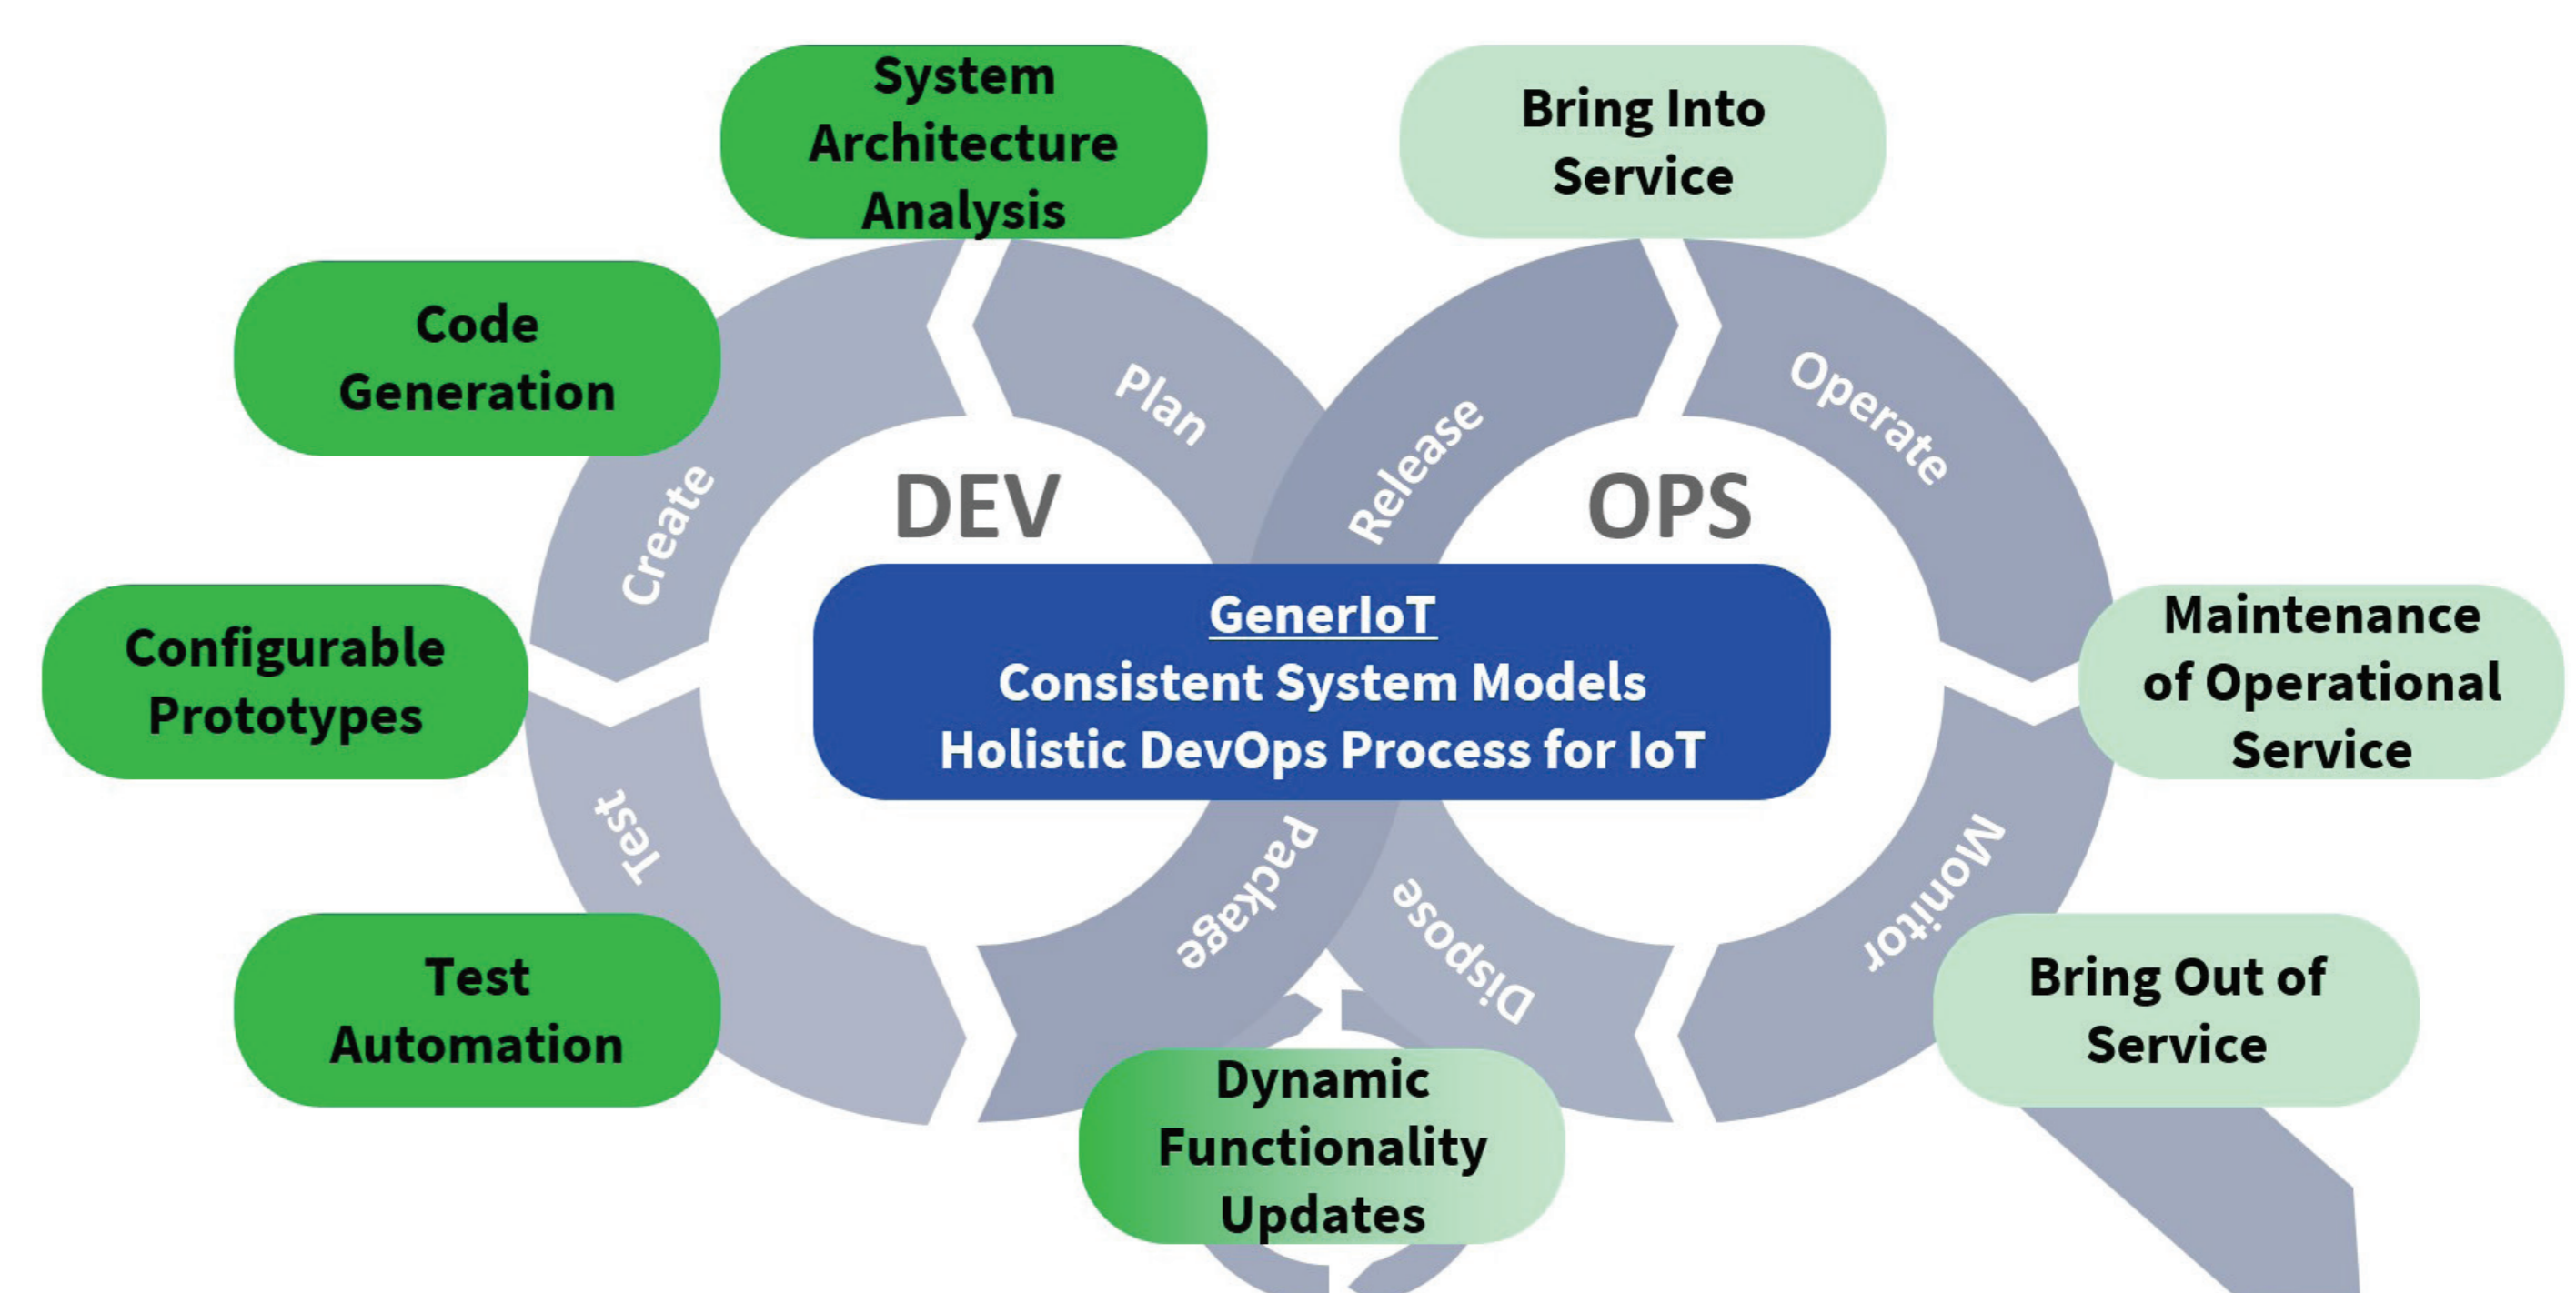 System
Architecture
Analysis
Bring Into
Service
Code
Generation
Plan
Operate
Release
Create
DEV
OPS
GenerIoT
Consistent System Models
Holistic DevOps Process for IoT
Configurable
Prototypes
Maintenance
of Operational
Service
Test
Package
Dispose
Monitor
Test
Automation
Bring Out of
Service
Dynamic
Functionality
Updates